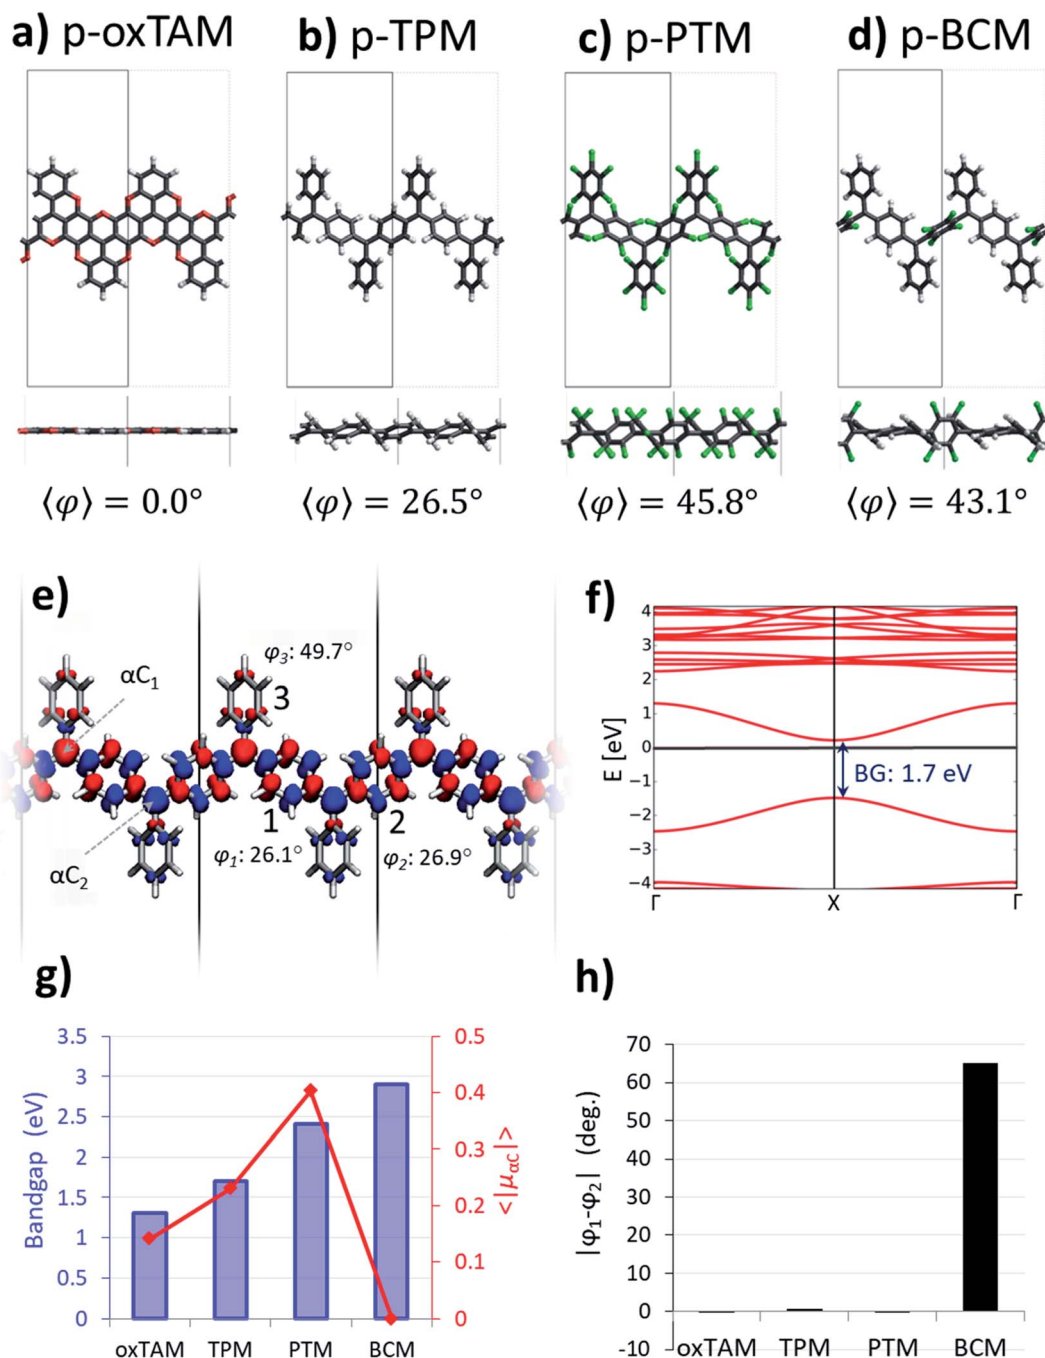 a) p-oxTAM
b) p-TPM
c) p-PTM
d) p-BCM
⟨φ⟩ = 0.0°
⟨φ⟩ = 26.5°
⟨φ⟩ = 45.8°
⟨φ⟩ = 43.1°
e)
αC₁
φ₃: 49.7°
3
1
2
φ₁: 26.1°
φ₂: 26.9°
αC₂
f)
E [eV]
4
3
2
1
0
−1
−2
−3
−4
BG: 1.7 eV
Γ X Γ
g)
Bandgap (eV)
3.5
3
2.5
2
1.5
1
0.5
0
0.5
0.4
0.3
0.2
0.1
0
<|μαC|>
oxTAM TPM PTM BCM
h)
|φ₁-φ₂| (deg.)
70
60
50
40
30
20
10
0
-10
oxTAM TPM PTM BCM